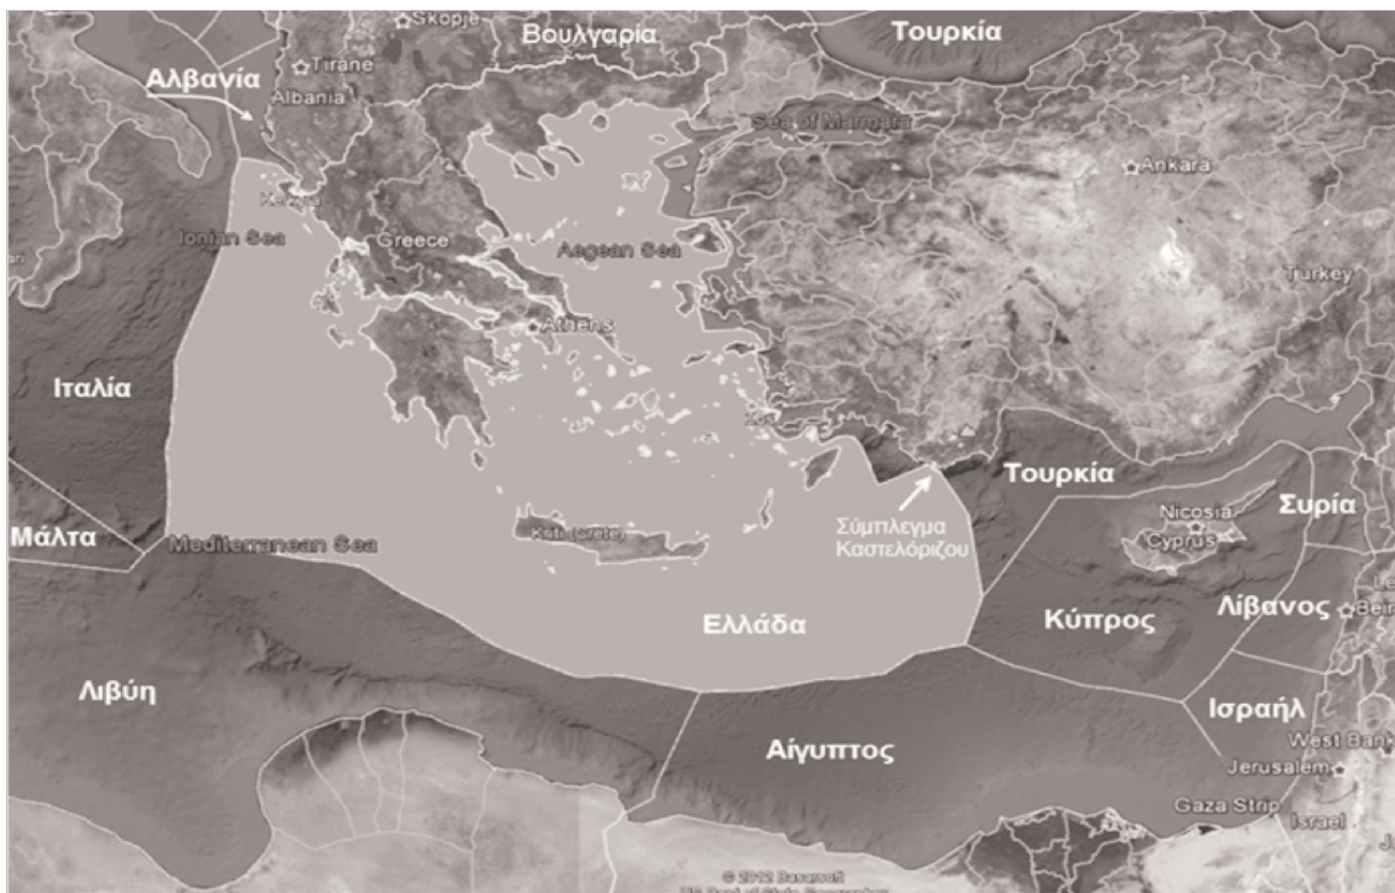 Skopje
Βουλγαρία
Τουρκία
Αλβανία
Tirane
Albania
Sea of Marmara
Ankara
Ionian Sea
Greece
Aegean Sea
Turkey
Athens
Ιταλία
Τουρκία
Μάλτα
Mediterranean Sea
Σύμπλεγμα
Καστελόριζου
Nicosia
Cyprus
Συρία
Ελλάδα
Κύπρος
Λίβανος
Λιβύη
Ισραήλ
Αίγυπτος
West Bank
Jerusalem
Gaza Strip
Israel
© 2012 Basarsoft